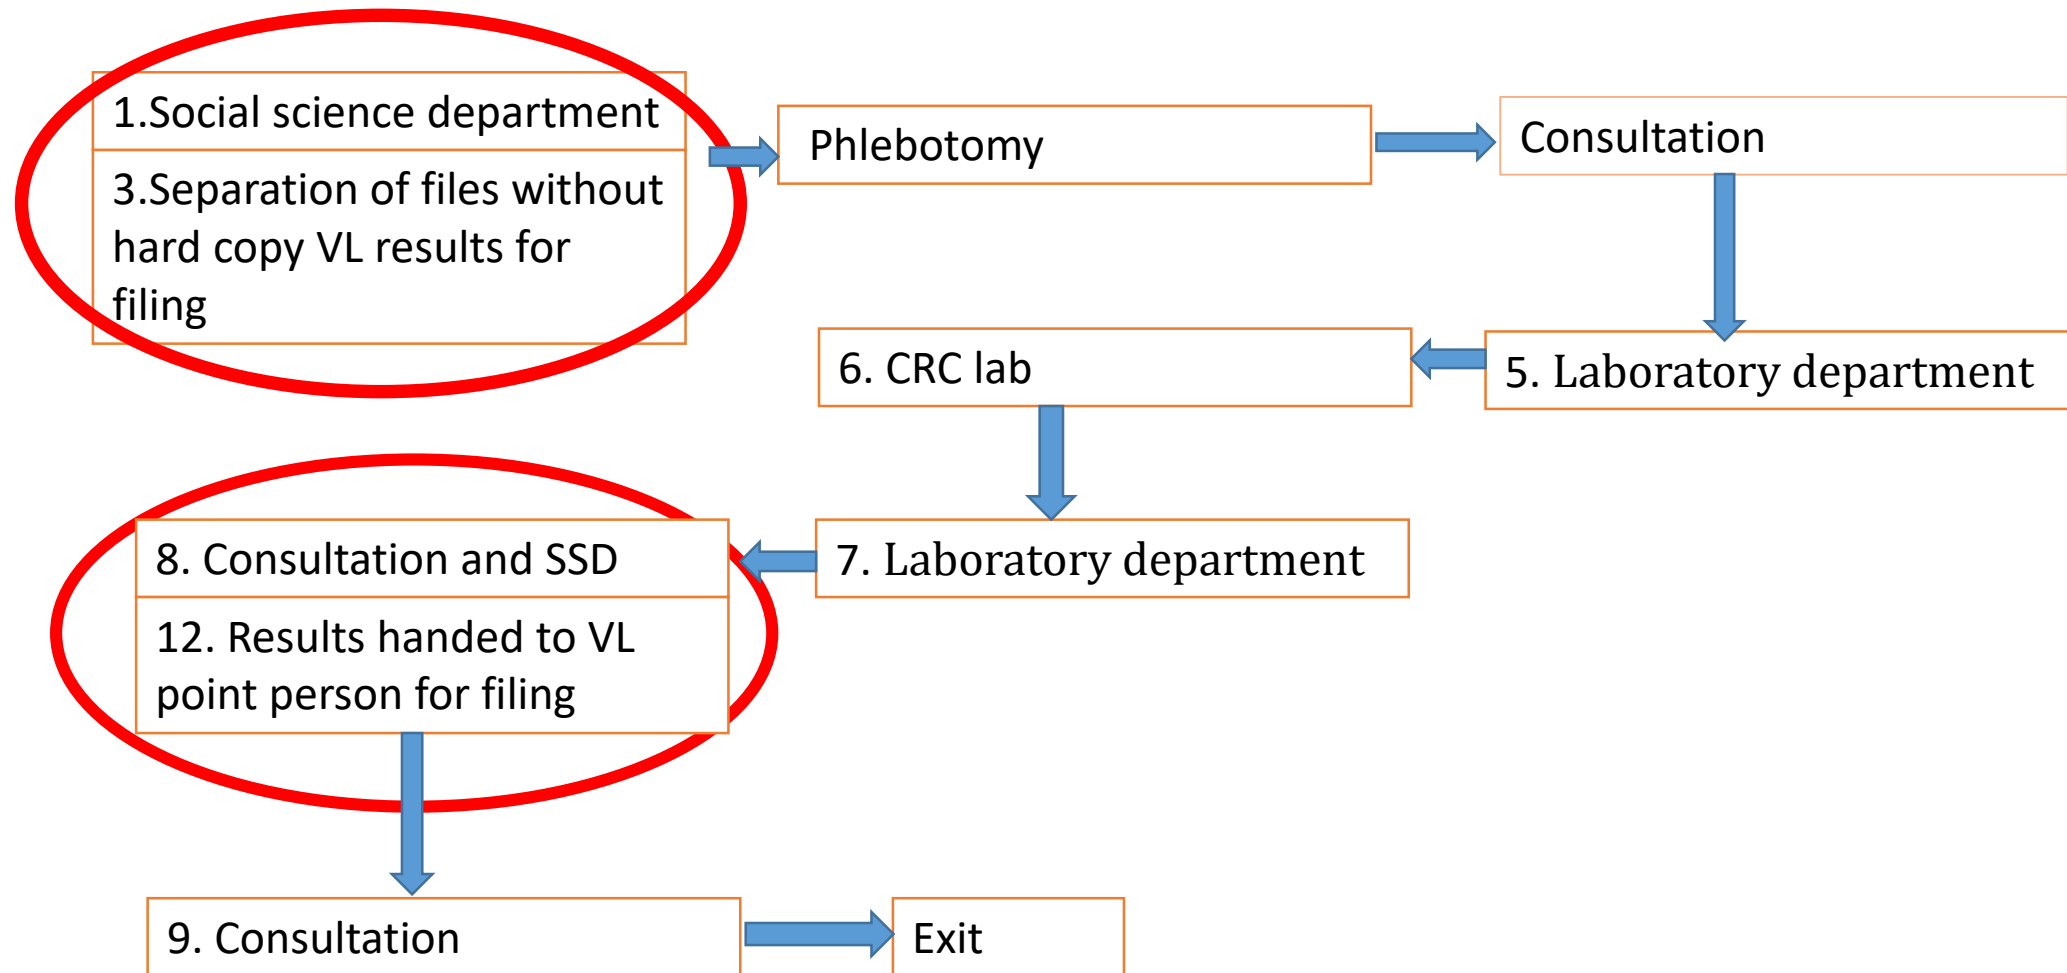 1.Social science department
3.Separation of files without
hard copy VL results for
filing
Phlebotomy
Consultation
5. Laboratory department
6. CRC lab
7. Laboratory department
8. Consultation and SSD
12. Results handed to VL
point person for filing
9. Consultation
Exit